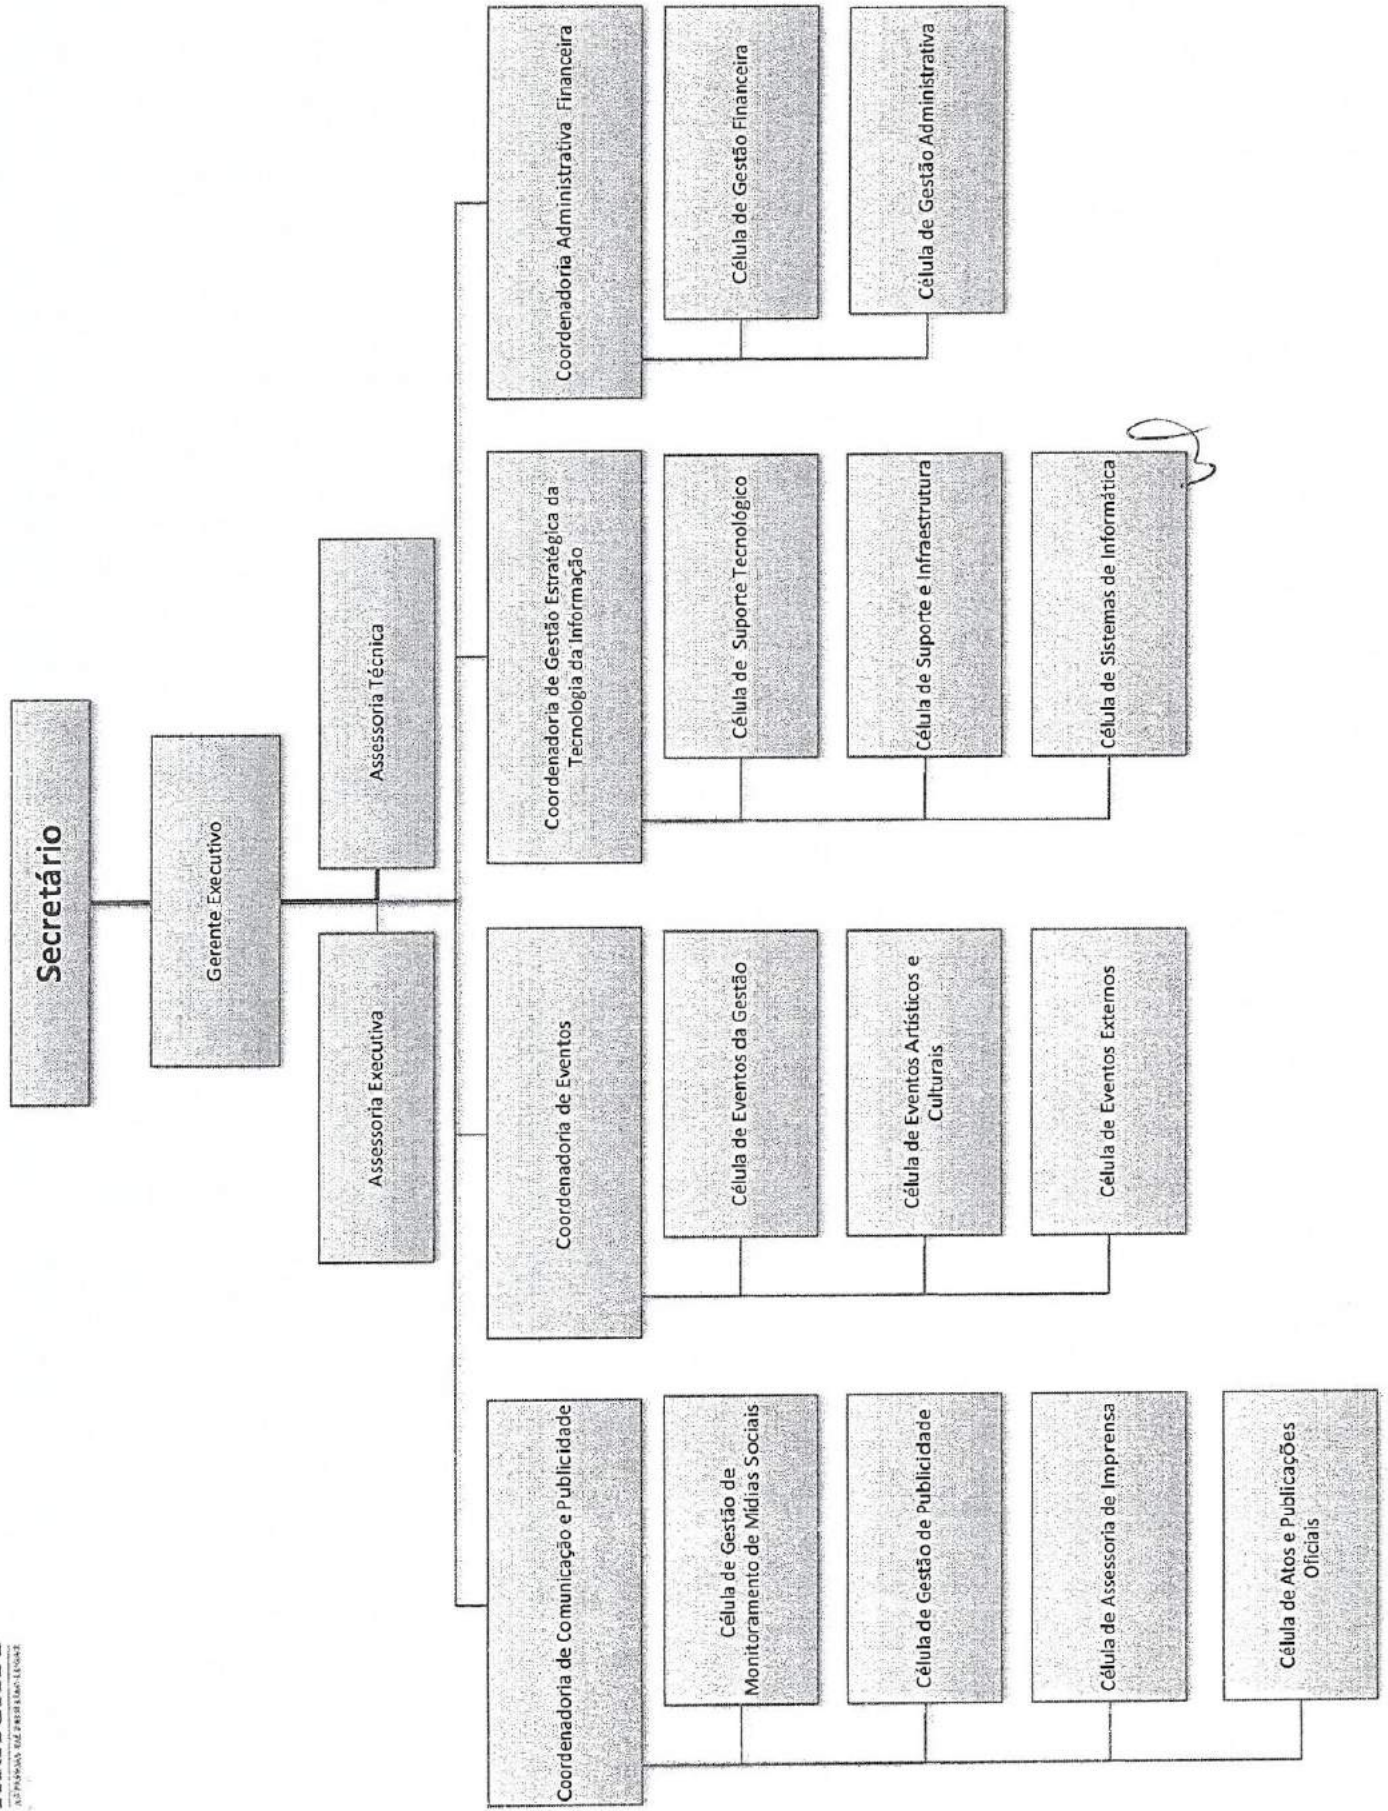 Secretário
Gerente Executivo
Assessoria Executiva
Assessoria Técnica
Coordenadoria de Comunicação e Publicidade
Célula de Gestão de
Monitoramento de Mídias Sociais
Célula de Gestão de Publicidade
Célula de Assessoria de Imprensa
Célula de Atos e Publicações
Oficiais
Coordenadoria de Eventos
Célula de Eventos da Gestão
Célula de Eventos Artísticos e
Culturais
Célula de Eventos Externos
Coordenadoria de Gestão Estratégica da
Tecnologia da Informação
Célula de Suporte Tecnológico
Célula de Suporte e Infraestrutura
Célula de Sistemas de Informática
Coordenadoria Administrativa Financeira
Célula de Gestão Financeira
Célula de Gestão Administrativa